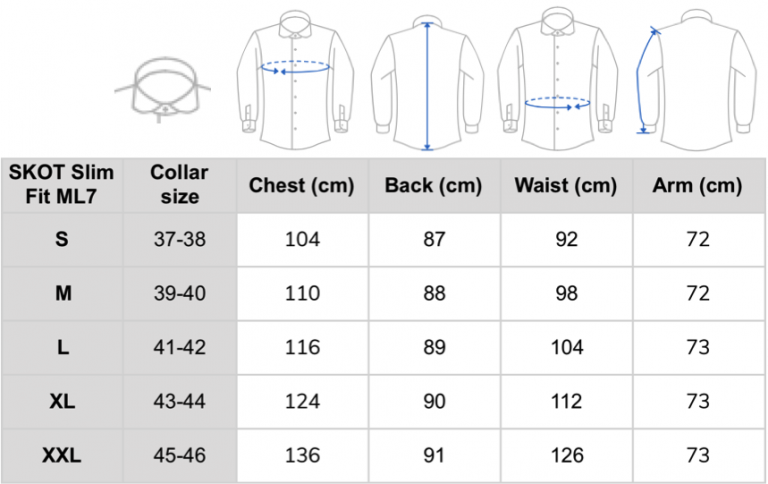 SKOT Slim Fit ML7 Collar size Chest (cm) Back (cm) Waist (cm) Arm (cm)
S 37-38 104 87 92 72
M 39-40 110 88 98 72
L 41-42 116 89 104 73
XL 43-44 124 90 112 73
XXL 45-46 136 91 126 73